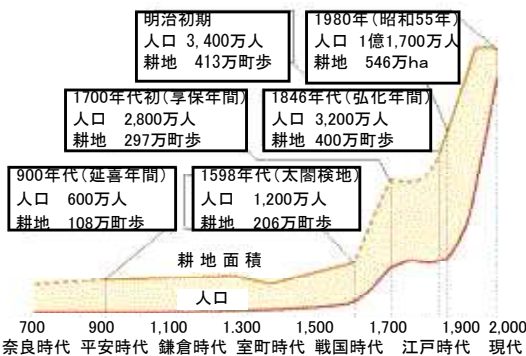 明治初期
人口 3,400万人
耕地 413万町歩
1980年(昭和55年)
人口 1億1,700万人
耕地 546万ha
1700年代初(享保年間)
人口 2,800万人
耕地 297万町歩
1846年代(弘化年間)
人口 3,200万人
耕地 400万町歩
900年代(延喜年間)
人口 600万人
耕地 108万町歩
1598年代(太閤検地)
人口 1,200万人
耕地 206万町歩
耕地面積
人口
700 900 1,100 1,300 1,500 1,700 1,900 2,000
奈良時代 平安時代 鎌倉時代 室町時代 戦国時代 江戸時代 現代